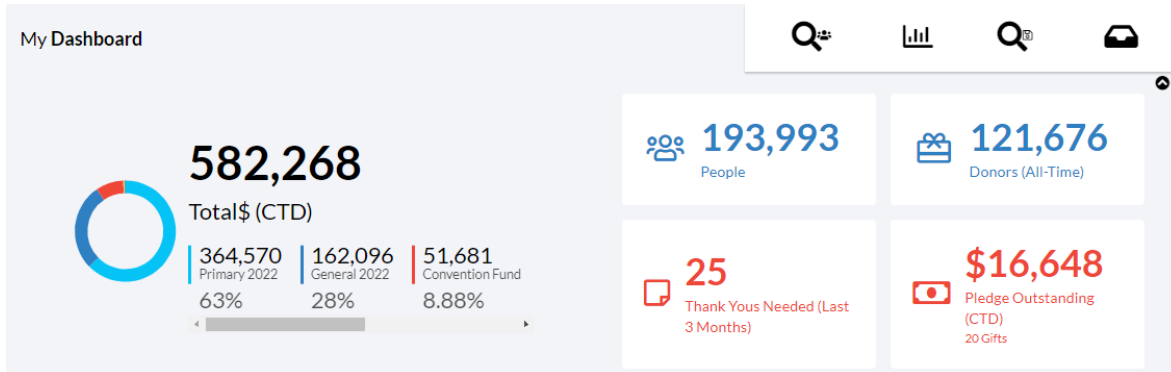 My Dashboard
582,268
Total$ (CTD)
364,570
Primary 2022
63%
162,096
General 2022
28%
51,681
Convention Fund
8.88%
193,993
People
121,676
Donors (All-Time)
25
Thank Yous Needed (Last
3 Months)
$16,648
Pledge Outstanding
(CTD)
20 Gifts